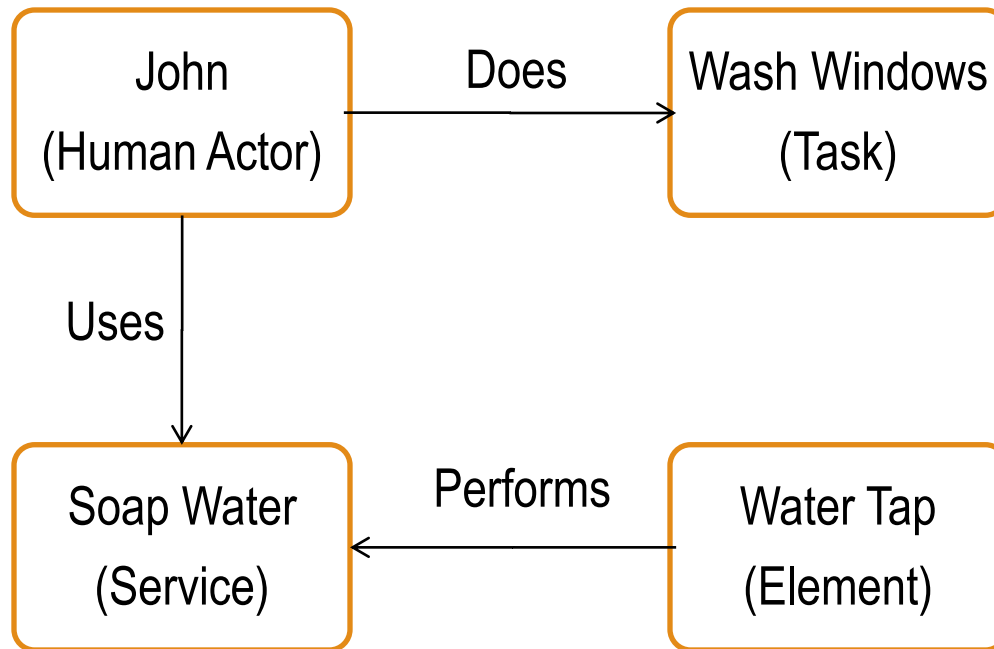 John
(Human Actor)
Does
Wash Windows
(Task)
Uses
Soap Water
(Service)
Performs
Water Tap
(Element)